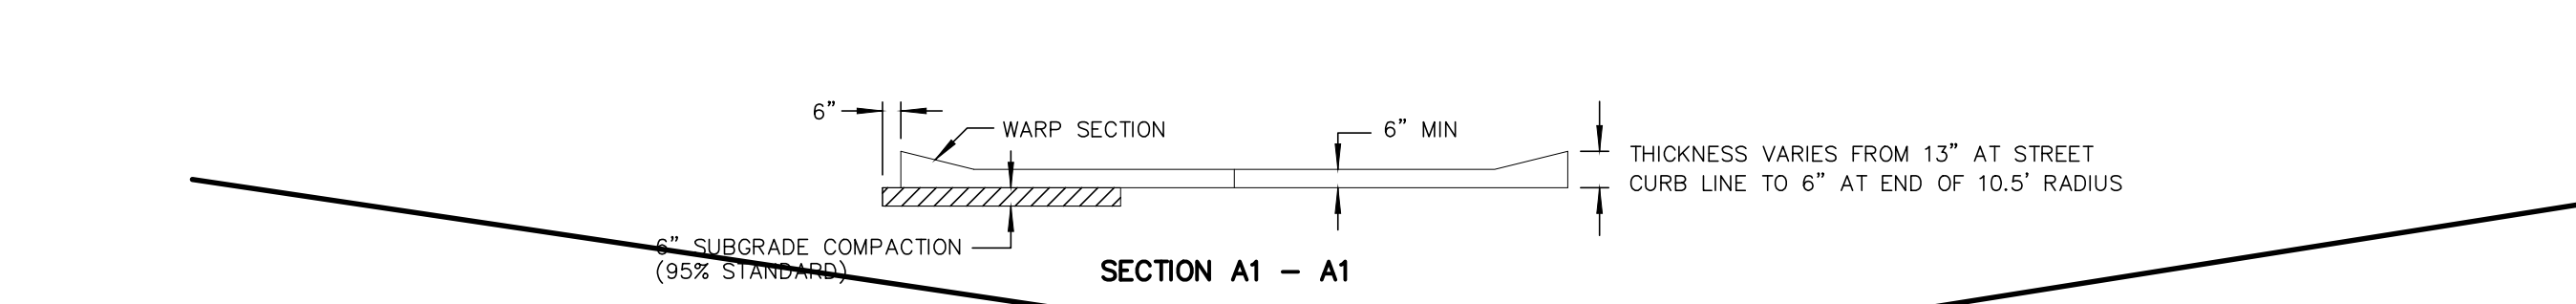 6”
WARP SECTION
6” MIN
THICKNESS VARIES FROM 13” AT STREET
CURB LINE TO 6” AT END OF 10.5’ RADIUS
6” SUBGRADE COMPACTION
(95% STANDARD)
SECTION A1 – A1